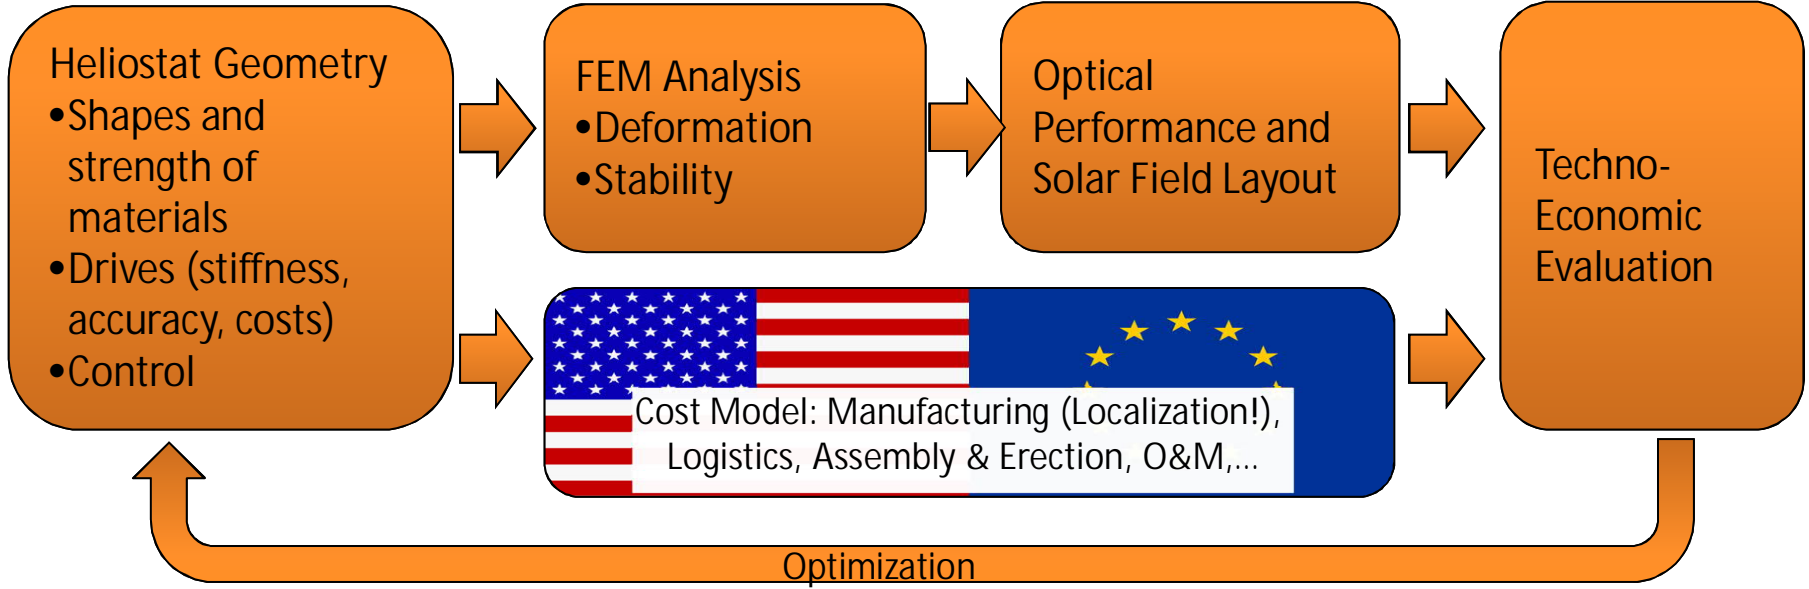 Heliostat Geometry
•Shapes and
strength of
materials
•Drives (stiffness,
accuracy, costs)
•Control
FEM Analysis
•Deformation
•Stability
Optical
Performance and
Solar Field Layout
Cost Model: Manufacturing (Localization!),
Logistics, Assembly & Erection, O&M,...
Techno-
Economic
Evaluation
Optimization